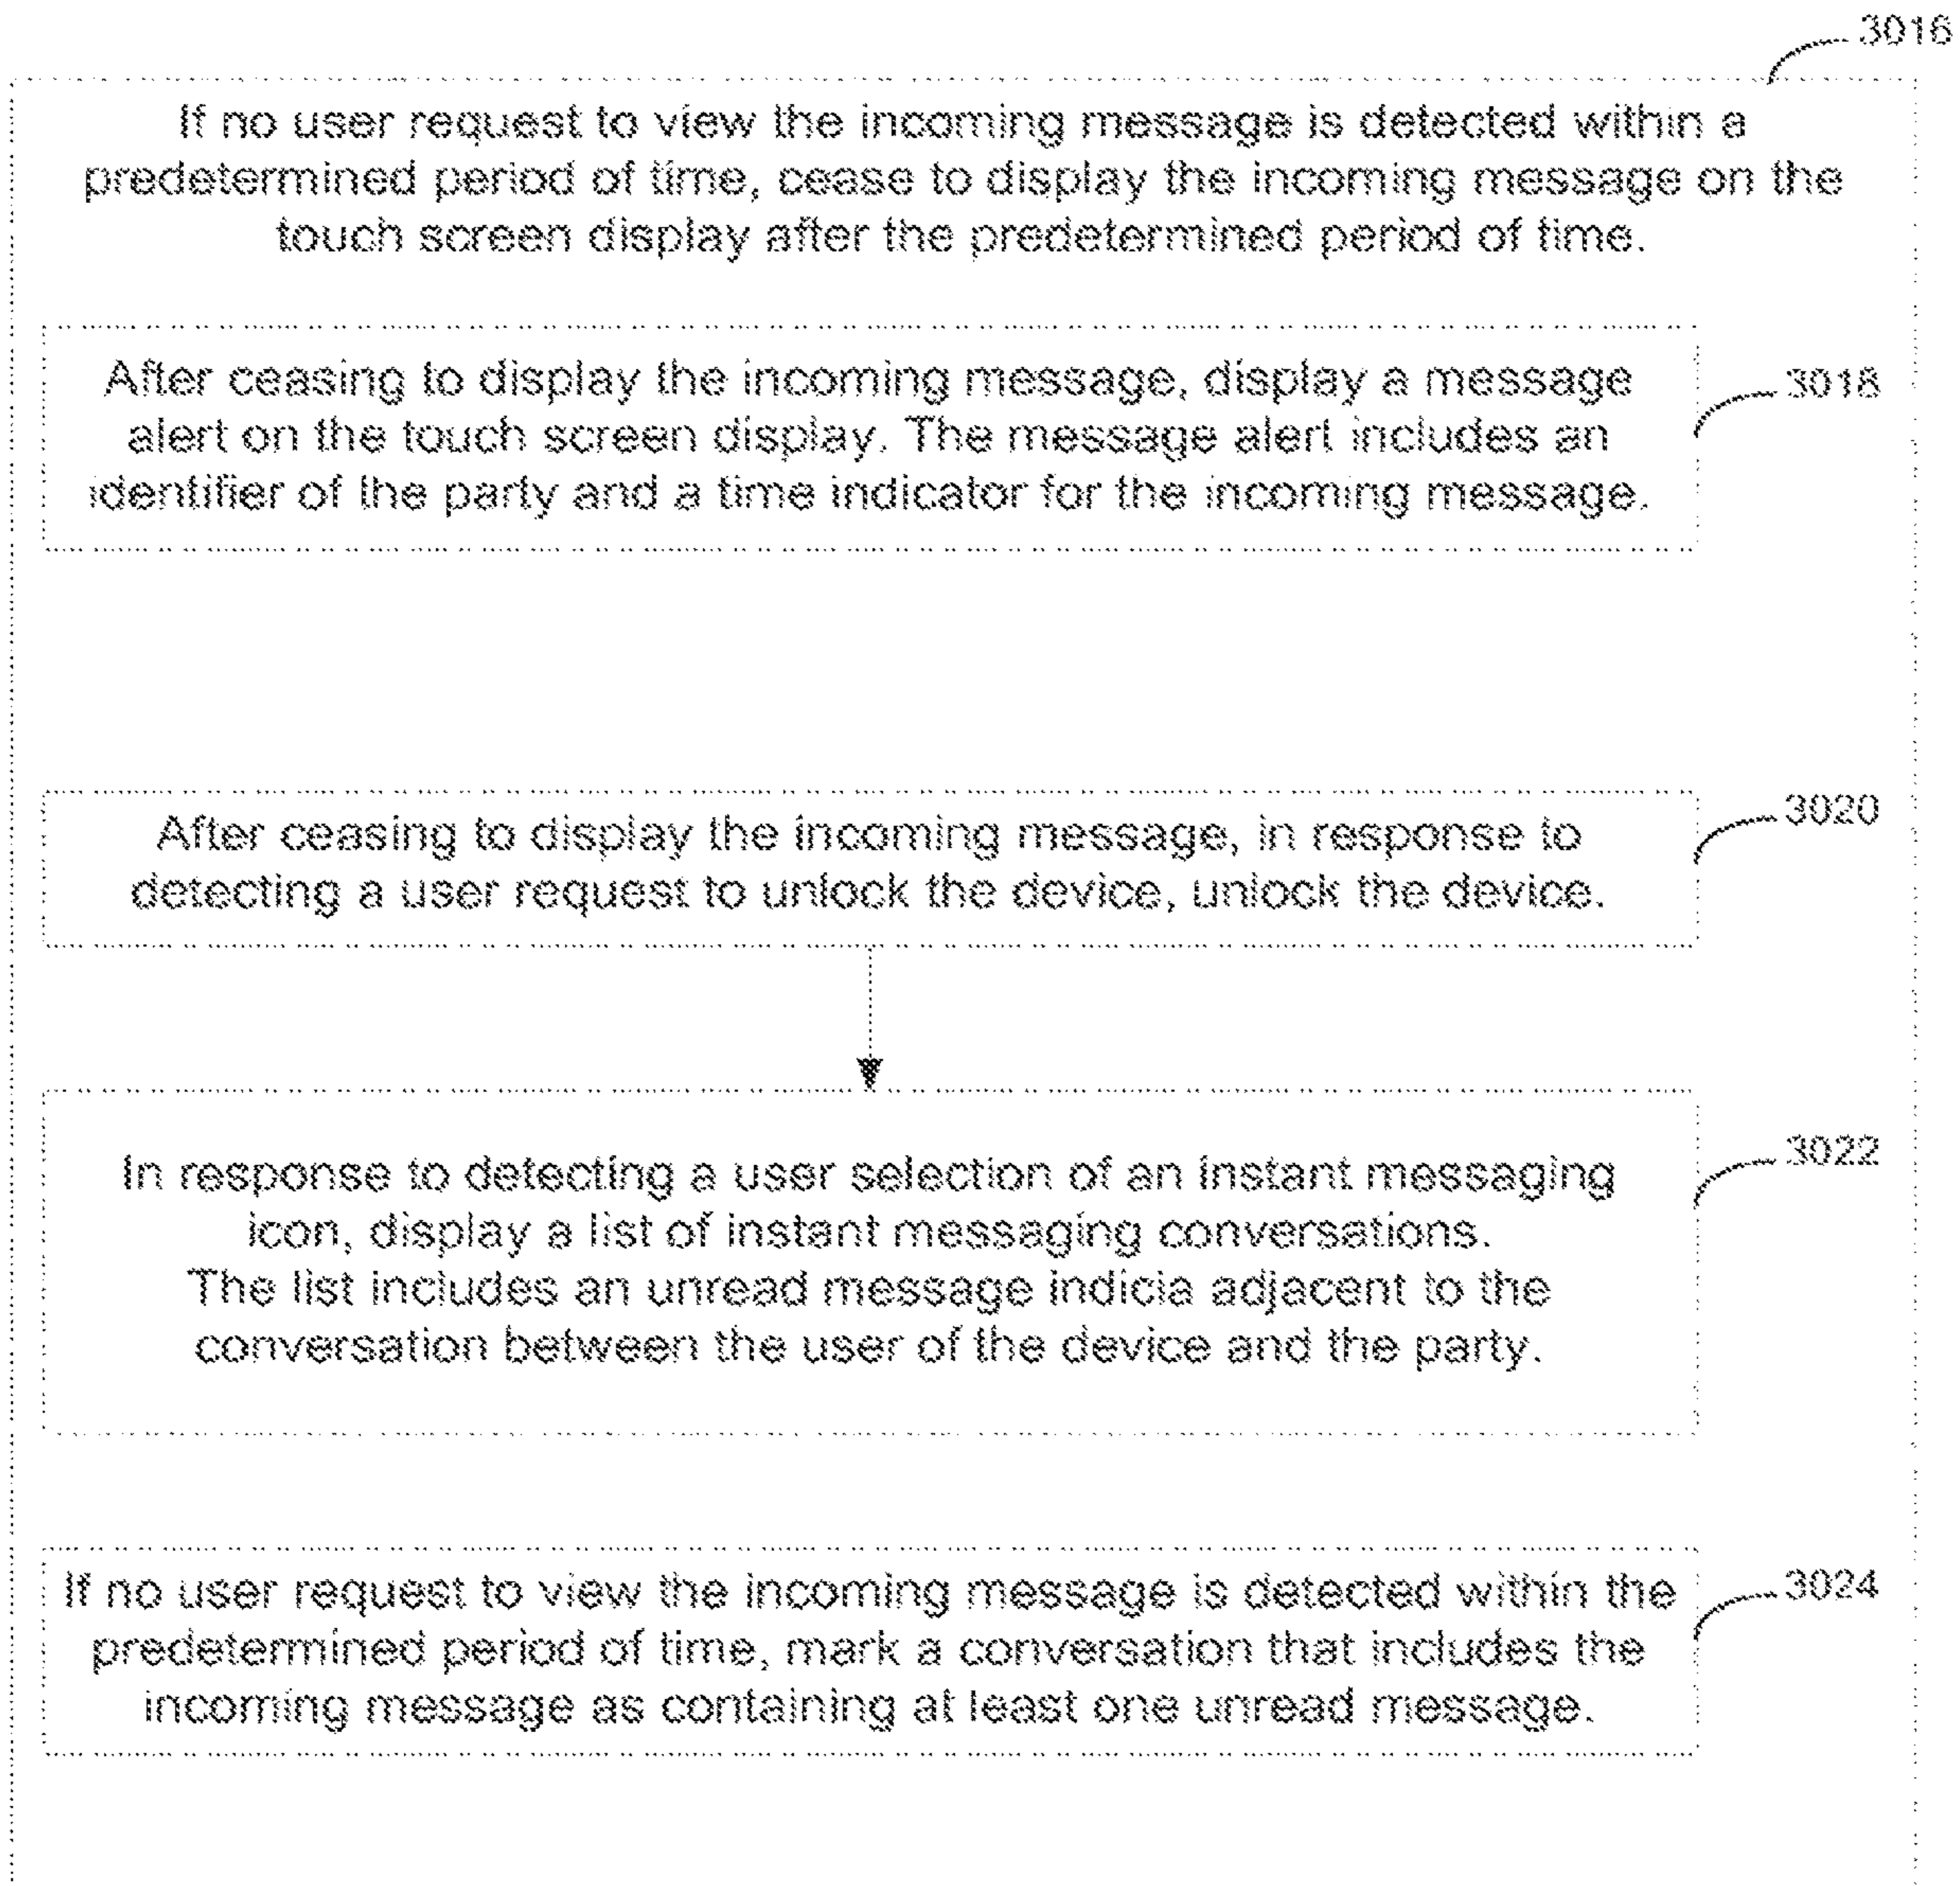 3016
If no user request to view the incoming message is detected within a
predetermined period of time, cease to display the incoming message on the
touch screen display after the predetermined period of time.
After ceasing to display the incoming message, display a message
alert on the touch screen display. The message alert includes an
identifier of the party and a time indicator for the incoming message.
3018
After ceasing to display the incoming message, in response to
detecting a user request to unlock the device, unlock the device.
3020
In response to detecting a user selection of an instant messaging
icon, display a list of instant messaging conversations.
The list includes an unread message indicia adjacent to the
conversation between the user of the device and the party.
3022
If no user request to view the incoming message is detected within the
predetermined period of time, mark a conversation that includes the
incoming message as containing at least one unread message.
3024